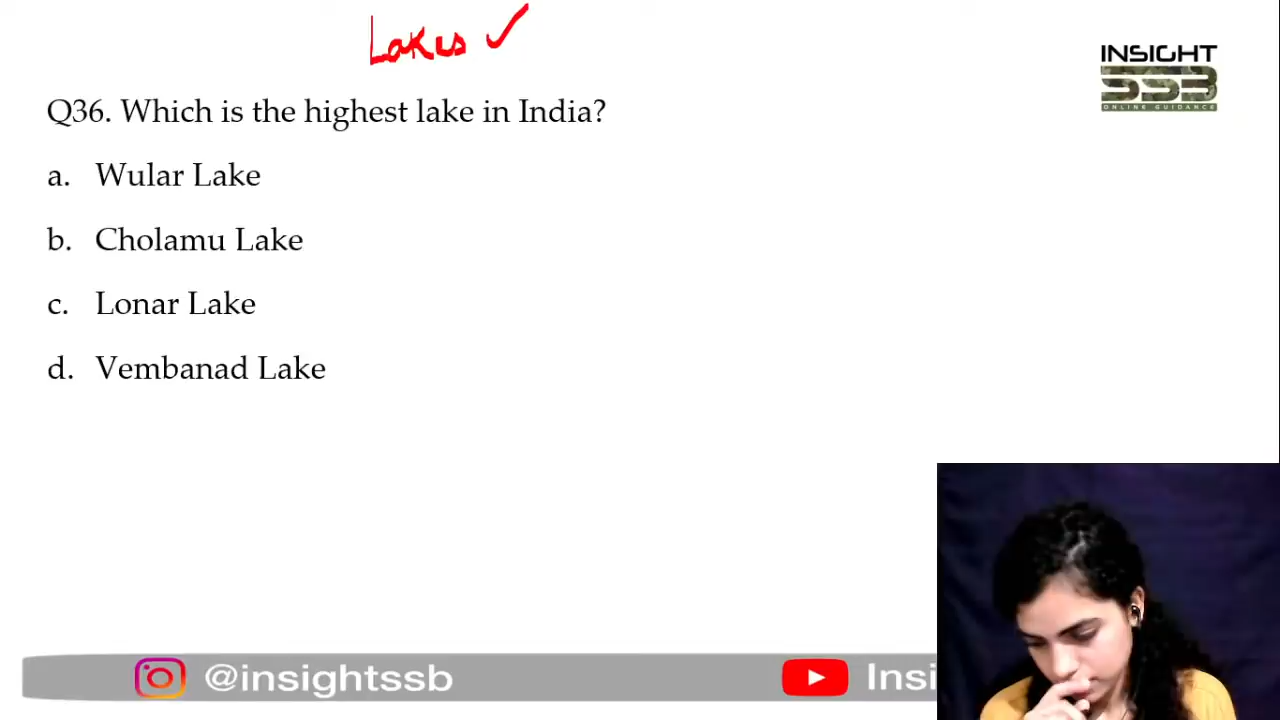 Lakes ✓
INSIGHT
SSB
ONLINE GUIDANCE
Q36. Which is the highest lake in India?
a. Wular Lake
b. Cholamu Lake
c. Lonar Lake
d. Vembanad Lake
@insightssb
Insi